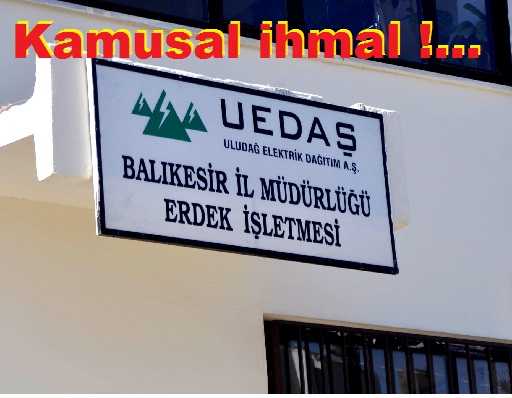 Kamusal ihmal !...
UEDAŞ
ULUDAĞ ELEKTRİK DAĞITIM A.Ş.
BALIKESİR İL MÜDÜRLÜĞÜ
ERDEK İŞLETMESİ